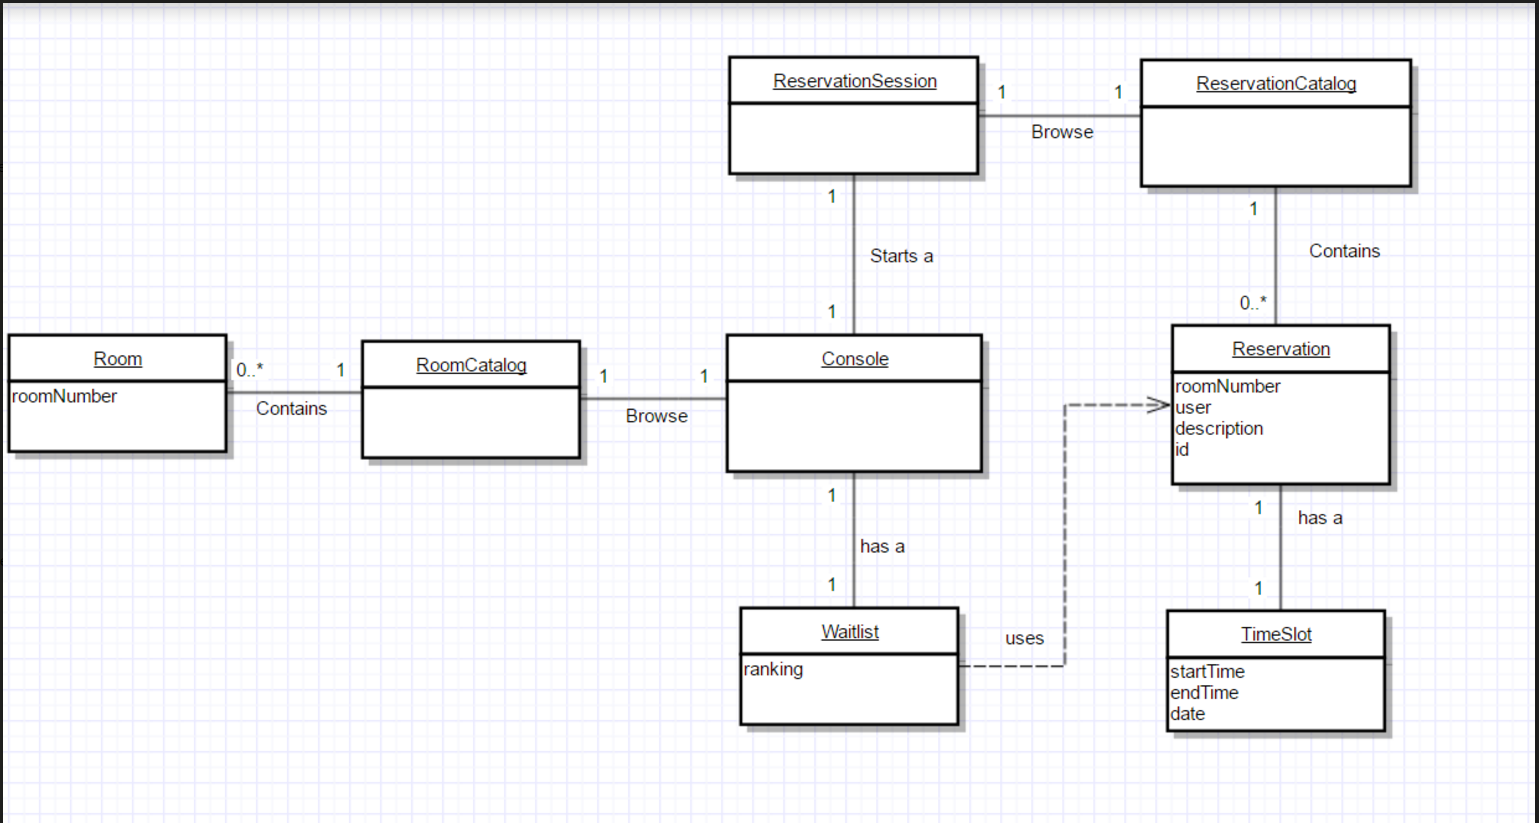 ReservationSession
1
1
Browse
ReservationCatalog
1
Starts a
1
1
Contains
0..*
Room
roomNumber
0..*
1
Contains
RoomCatalog
1
1
Browse
Console
Reservation
roomNumber
user
description
id
1
has a
1
1
has a
1
Waitlist
ranking
uses
TimeSlot
startTime
endTime
date